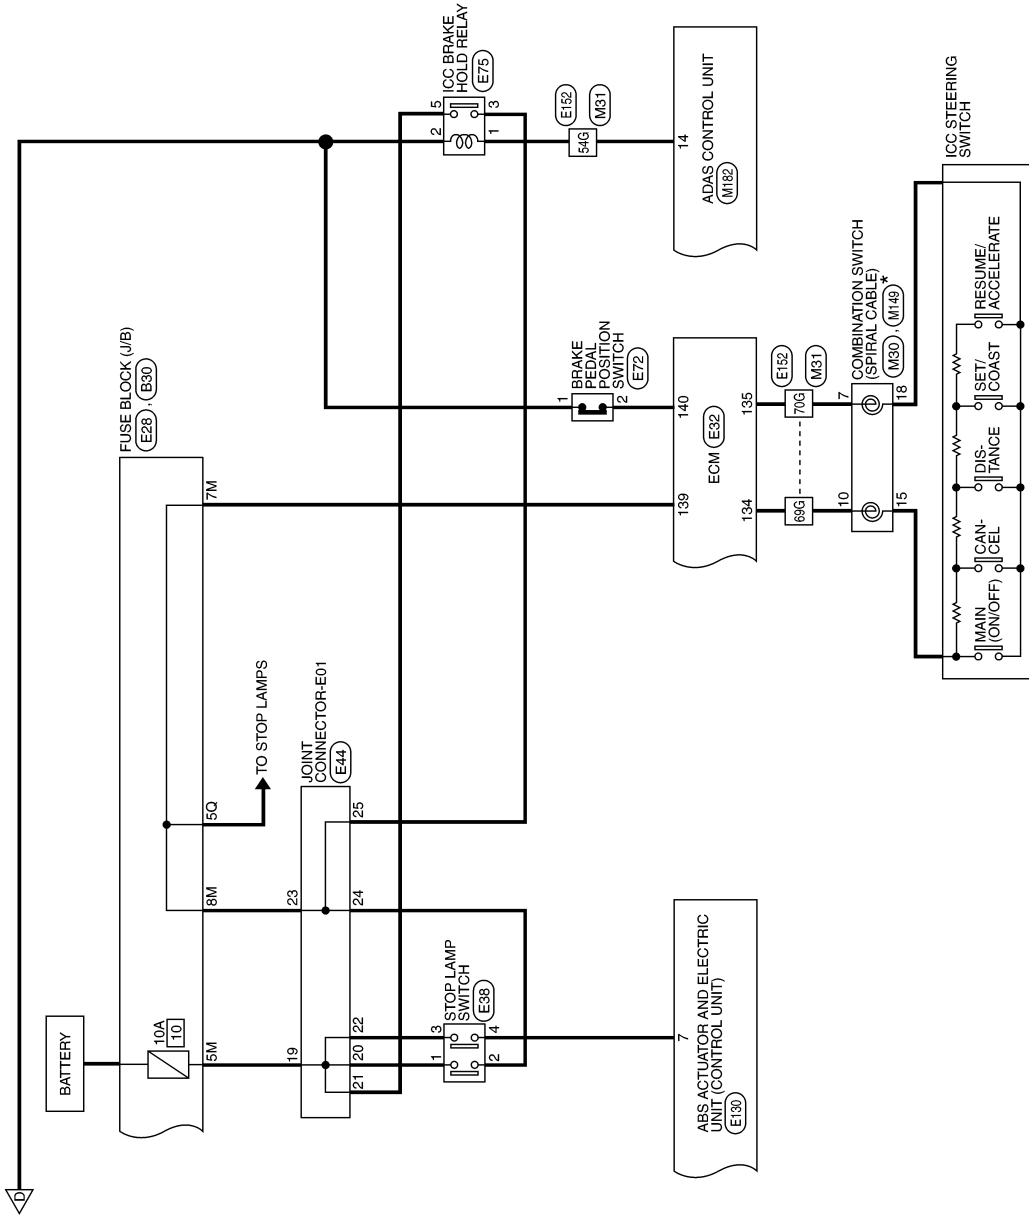 D
BATTERY
10A
10
5M
8M
5Q
7M
FUSE BLOCK (J/B)
E28 , B30
TO STOP LAMPS
JOINT
CONNECTOR-E01
E44
19
23
21
20
22
24
25
STOP LAMP
SWITCH
E38
1
3
2
4
ICC BRAKE
HOLD RELAY
E75
2
5
1
3
E152
M31
54G
BRAKE
PEDAL
POSITION
SWITCH
E72
1
2
7
ABS ACTUATOR AND ELECTRIC
UNIT (CONTROL UNIT)
E130
139
140
ECM
E32
134
135
14
ADAS CONTROL UNIT
M182
69G
70G
E152
M31
10
7
COMBINATION SWITCH
(SPIRAL CABLE)
M30 , M149 *
15
18
ICC STEERING
SWITCH
MAIN
(ON/OFF)
CAN-
CEL
DIS-
TANCE
SET/
COAST
RESUME/
ACCELERATE